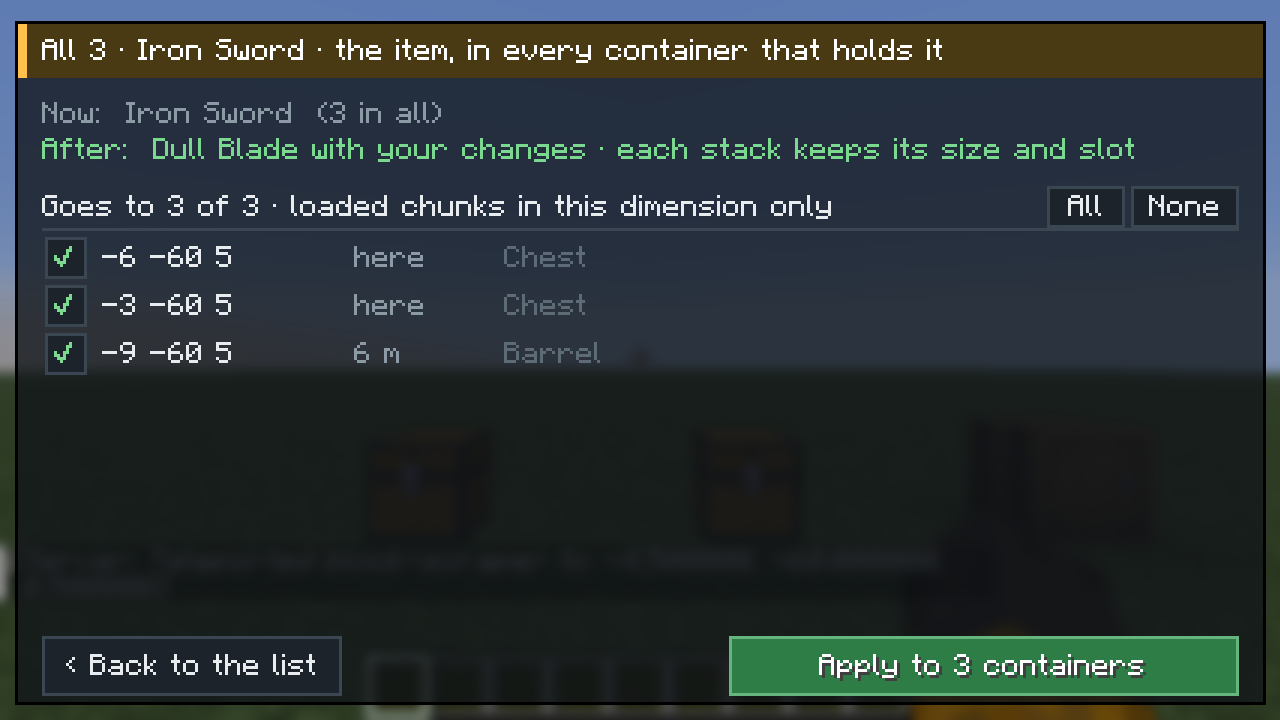 All 3 · Iron Sword · the item, in every container that holds it
Now: Iron Sword (3 in all)
After: Dull Blade with your changes · each stack keeps its size and slot
Goes to 3 of 3 · loaded chunks in this dimension only All None
✓ -6 -60 5 here Chest
✓ -3 -60 5 here Chest
✓ -9 -60 5 6 m Barrel
< Back to the list Apply to 3 containers